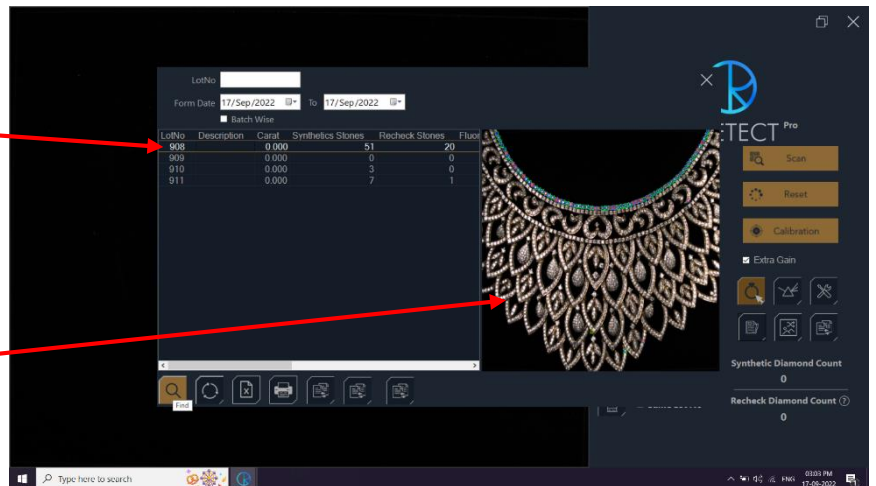 LotNo
Form Date 17/Sep/2022 To 17/Sep/2022
Batch Wise
LotNo Description Carat Synthetics Stones Recheck Stones Fluor
908 0.000 51 20
909 0.000 0 0
910 0.000 3 0
911 0.000 7 1
Find
TECT Pro
Scan
Reset
Calibration
Extra Gain
Synthetic Diamond Count
0
Recheck Diamond Count ?
0
Type here to search
ENG
03:03 PM
17-09-2022